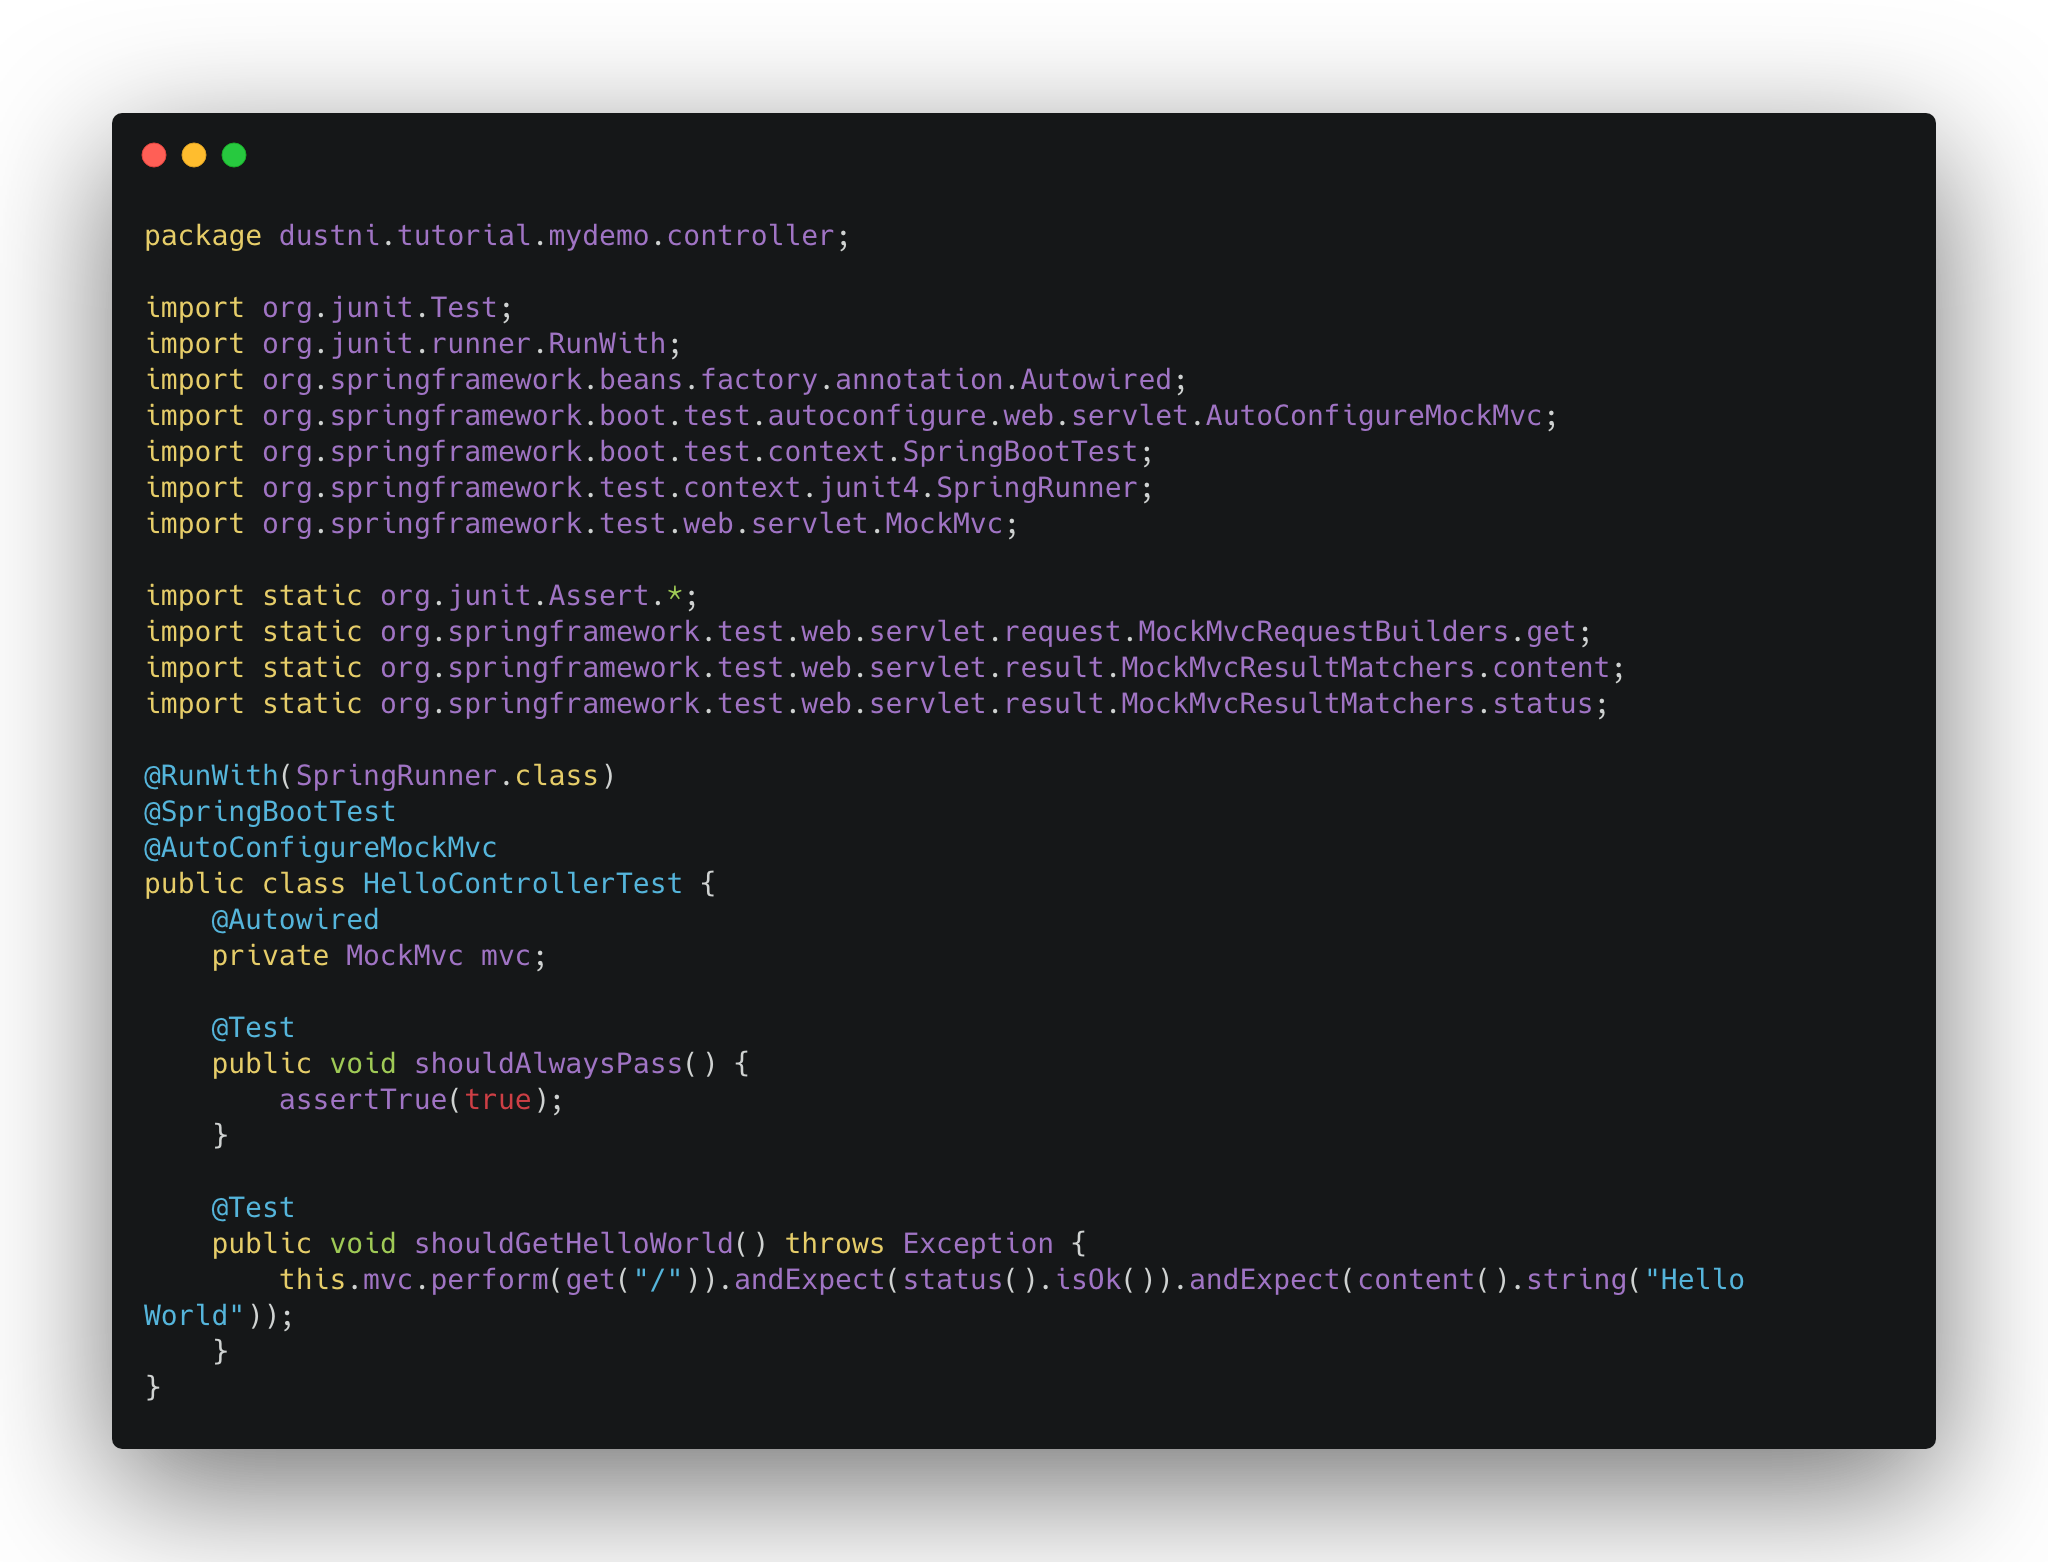 package dustni.tutorial.mydemo.controller;

import org.junit.Test;
import org.junit.runner.RunWith;
import org.springframework.beans.factory.annotation.Autowired;
import org.springframework.boot.test.autoconfigure.web.servlet.AutoConfigureMockMvc;
import org.springframework.boot.test.context.SpringBootTest;
import org.springframework.test.context.junit4.SpringRunner;
import org.springframework.test.web.servlet.MockMvc;

import static org.junit.Assert.*;
import static org.springframework.test.web.servlet.request.MockMvcRequestBuilders.get;
import static org.springframework.test.web.servlet.result.MockMvcResultMatchers.content;
import static org.springframework.test.web.servlet.result.MockMvcResultMatchers.status;

@RunWith(SpringRunner.class)
@SpringBootTest
@AutoConfigureMockMvc
public class HelloControllerTest {
    @Autowired
    private MockMvc mvc;

    @Test
    public void shouldAlwaysPass() {
        assertTrue(true);
    }

    @Test
    public void shouldGetHelloWorld() throws Exception {
        this.mvc.perform(get("/")).andExpect(status().isOk()).andExpect(content().string("Hello
World"));
    }
}